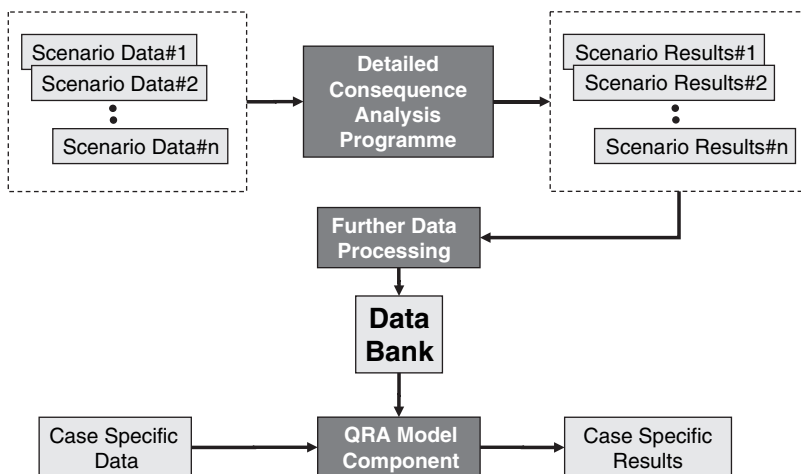 Scenario Data#1
Scenario Data#2
Scenario Data#n
Detailed
Consequence
Analysis
Programme
Scenario Results#1
Scenario Results#2
Scenario Results#n
Further Data
Processing
Data
Bank
Case Specific
Data
QRA Model
Component
Case Specific
Results